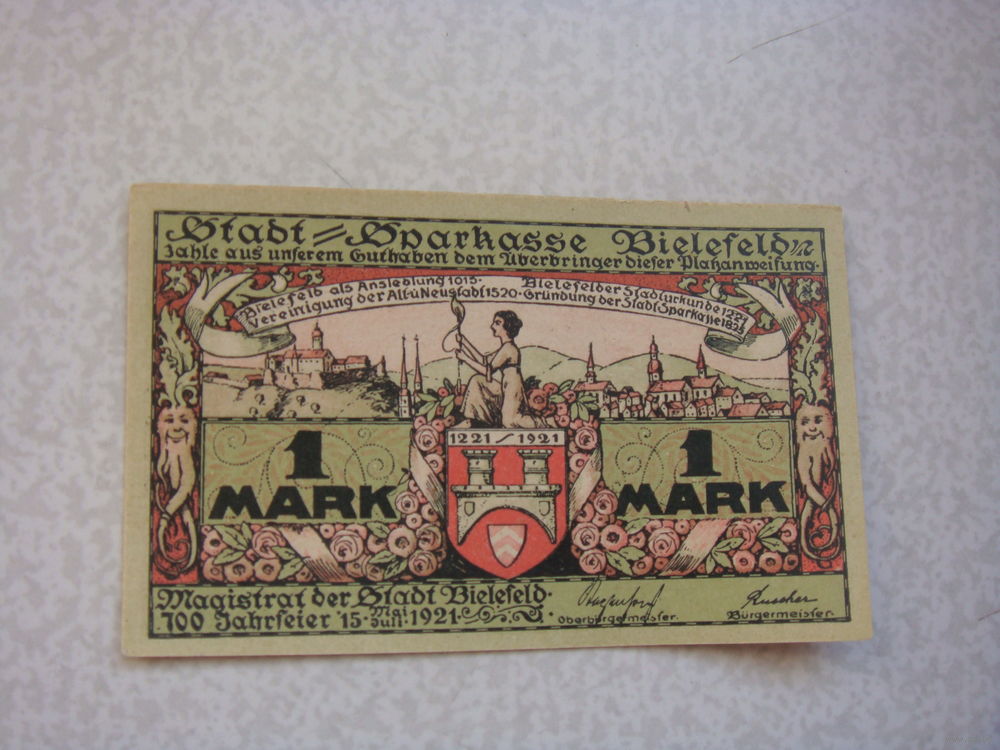 Stadt=Sparkasse Bielefeld
Zahle aus unserem Guthaben dem Überbringer dieser Platzanweisung.
Bielefeld als Ansiedlung 1015. Bielefelder Stadturkunde 1221
Vereinigung der Alt-u Neustadt 1520. Gründung der Stadt Sparkasse 1825
1221/1921
1 MARK
1 MARK
Magistrat der Stadt Bielefeld.
700 Jahrfeier 15. Mai Juli 1921.
Oberbürgermeister.
Bürgermeister.